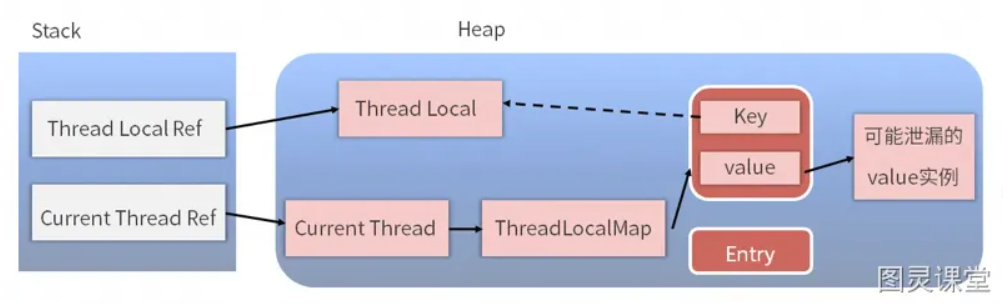 Stack
Heap
Thread Local Ref
Thread Local
Key
value
可能泄漏的
value实例
Current Thread Ref
Current Thread
ThreadLocalMap
Entry
图灵课堂